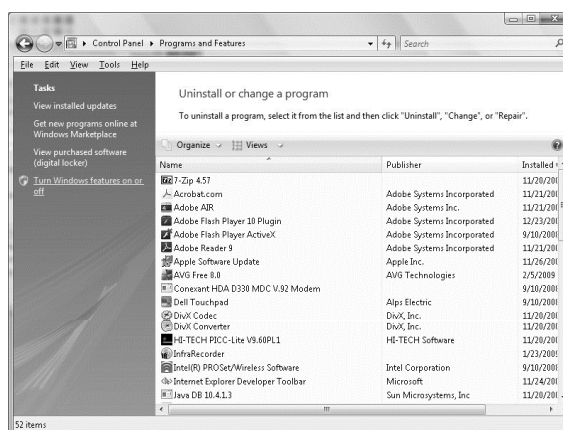 Control Panel ▸ Programs and Features
Search
File Edit View Tools Help
Tasks
View installed updates
Get new programs online at
Windows Marketplace
View purchased software
(digital locker)
Turn Windows features on or
off
Uninstall or change a program
To uninstall a program, select it from the list and then click "Uninstall", "Change", or "Repair".
Organize Views
Name Publisher Installed
7-Zip 4.57 11/20/200
Acrobat.com Adobe Systems Incorporated 11/21/200
Adobe AIR Adobe Systems Inc. 11/21/200
Adobe Flash Player 10 Plugin Adobe Systems Incorporated 12/23/200
Adobe Flash Player ActiveX Adobe Systems Incorporated 9/10/2008
Adobe Reader 9 Adobe Systems Incorporated 11/21/200
Apple Software Update Apple Inc. 11/26/200
AVG Free 8.0 AVG Technologies 2/5/2009
Conexant HDA D330 MDC V.92 Modem 9/10/2008
Dell Touchpad Alps Electric 9/10/2008
DivX Codec DivX, Inc. 11/20/200
DivX Converter DivX, Inc. 11/20/200
HI-TECH PICC-Lite V9.60PL1 HI-TECH Software 11/20/200
InfraRecorder 1/23/2009
Intel(R) PROSet/Wireless Software Intel Corporation 9/10/2008
Internet Explorer Developer Toolbar Microsoft 11/24/200
Java DB 10.4.1.3 Sun Microsystems, Inc 11/20/200
52 items